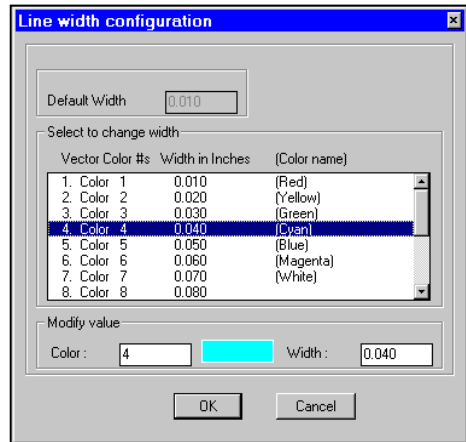 Line width configuration
Default Width 0.010
Select to change width
Vector Color #s Width in Inches (Color name)
1. Color 1 0.010 (Red)
2. Color 2 0.020 (Yellow)
3. Color 3 0.030 (Green)
4. Color 4 0.040 (Cyan)
5. Color 5 0.050 (Blue)
6. Color 6 0.060 (Magenta)
7. Color 7 0.070 (White)
8. Color 8 0.080
Modify value
Color : 4 Width : 0.040
OK Cancel